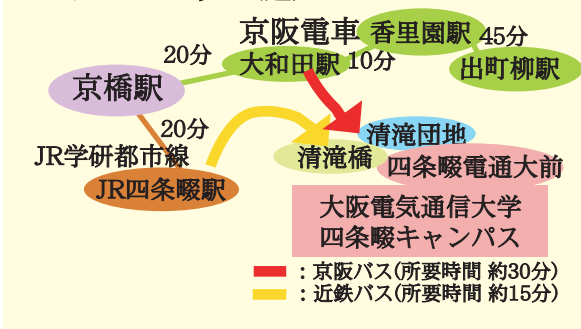 京阪電車
香里園駅
20分
45分
大和田駅
10分
出町柳駅
京橋駅
20分
清滝団地
JR学研都市線
清滝橋
四条畷電通大前
JR四条畷駅
大阪電気通信大学
四条畷キャンパス
：京阪バス(所要時間 約30分)
：近鉄バス(所要時間 約15分)